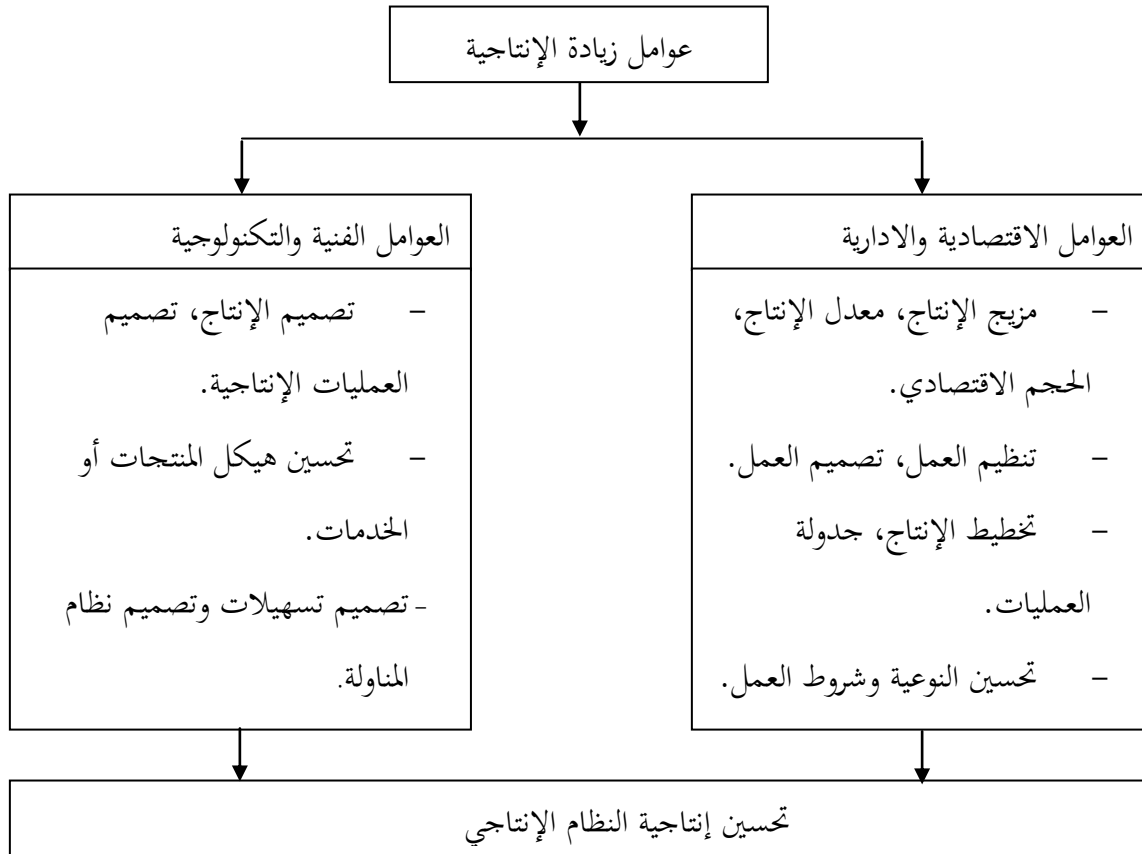 عوامل زيادة الإنتاجية
العوامل الاقتصادية والادارية
– مزيج الإنتاج، معدل الإنتاج،
الحجم الاقتصادي.
– تنظيم العمل، تصميم العمل.
– تخطيط الإنتاج، جدولة
العمليات.
– تحسين النوعية وشروط العمل.
العوامل الفنية والتكنولوجية
– تصميم الإنتاج، تصميم
العمليات الإنتاجية.
– تحسين هيكل المنتجات أو
الخدمات.
- تصميم تسهيلات وتصميم نظام
المناولة.
تحسين إنتاجية النظام الإنتاجي